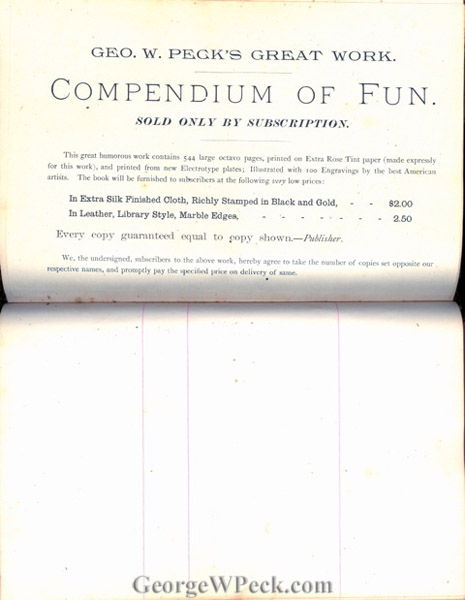 GEO. W. PECK'S GREAT WORK.
COMPENDIUM OF FUN.
SOLD ONLY BY SUBSCRIPTION.
This great humorous work contains 544 large octavo pages, printed on Extra Rose Tint paper (made expressly
for this work), and printed from new Electrotype plates; Illustrated with 100 Engravings by the best American
artists. The book will be furnished to subscribers at the following very low prices:
In Extra Silk Finished Cloth, Richly Stamped in Black and Gold, - - $2.00
In Leather, Library Style, Marble Edges, - - - - - - - 2.50
Every copy guaranteed equal to copy shown.—Publisher.
We, the undersigned, subscribers to the above work, hereby agree to take the number of copies set opposite our
respective names, and promptly pay the specified price on delivery of same.
GeorgeWPeck.com